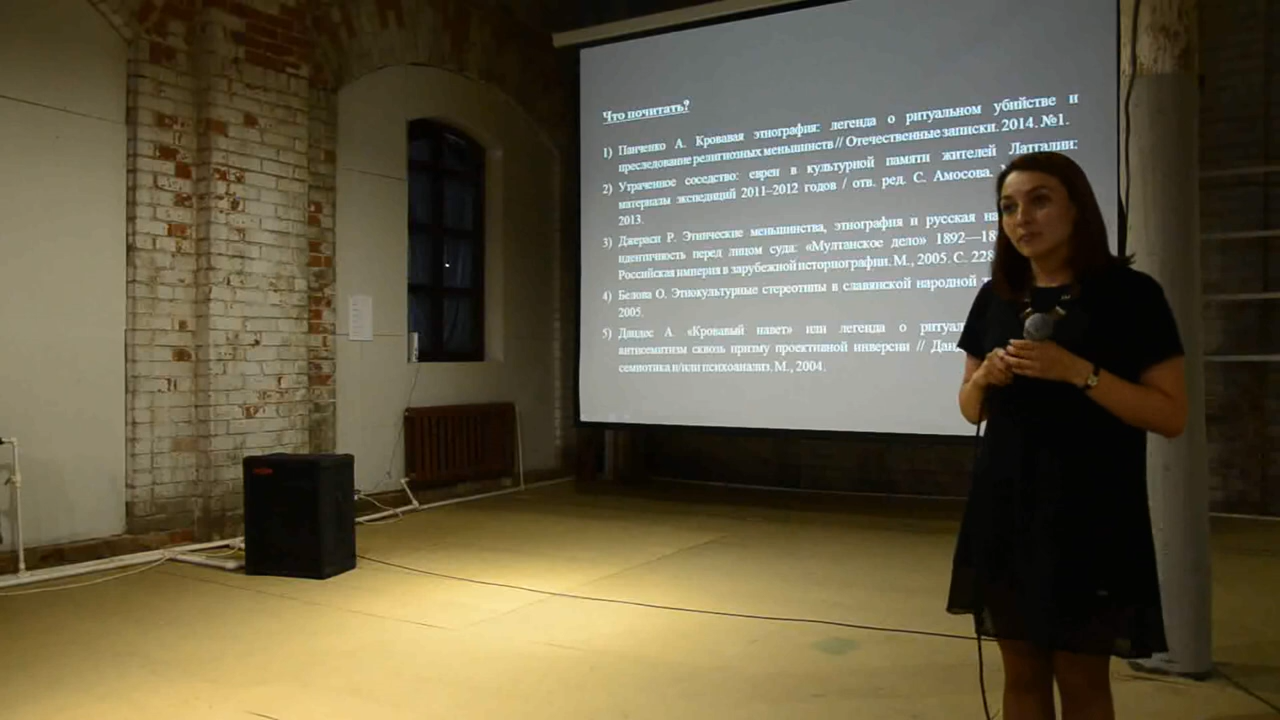 Что почитать?
1) Панченко А. Кровавая этнография: легенда о ритуальном убийстве и
преследование религиозных меньшинств // Отечественные записки. 2014. №1.
2) Утраченное соседство: евреи в культурной памяти жителей Латгалии:
материалы экспедиций 2011–2012 годов / отв. ред. С. Амосова.
2013.
3) Джераси Р. Этнические меньшинства, этнография и русская
идентичность перед лицом суда: «Мултанское дело» 1892—
Российская империя в зарубежной историографии. М., 2005. С. 228
4) Белова О. Этнокультурные стереотипы в славянской народной
2005.
5) Дандес А. «Кровавый навет» или легенда о
антисемитизм сквозь призму проективной инверсии //
семиотика и/или психоанализ. М., 2004.